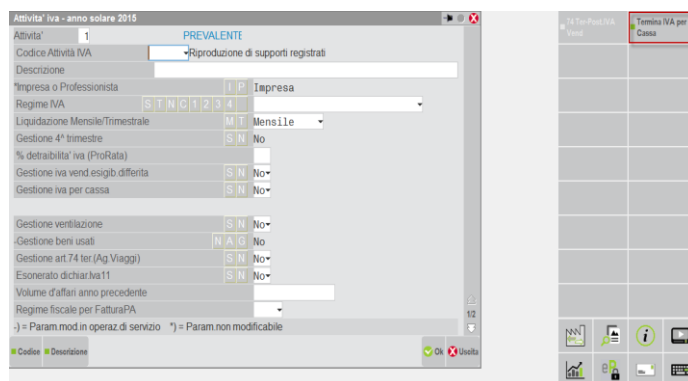 Attivita' iva - anno solare 2015
Attivita' 1 PREVALENTE
Codice Attività IVA Riproduzione di supporti registrati
Descrizione
*Impresa o Professionista I P Impresa
Regime IVA S T N C 1 2 3 4
Liquidazione Mensile/Trimestrale M T Mensile
Gestione 4^ trimestre S N No
% detraibilita' iva (ProRata)
Gestione iva vend.esigib.differita S N No
Gestione iva per cassa S N No
Gestione ventilazione S N No
-Gestione beni usati N A G No
Gestione art.74 ter.(Ag.Viaggi) S N No
Esonerato dichiar.Iva11 S N No
Volume d'affari anno precedente
Regime fiscale per FatturaPA
1/2
-) = Param.mod.in operaz.di servizio *) = Param.non modificabile
Codice Descrizione Ok Uscita
74 Ter-Post.IVA Vend.
Termina IVA per Cassa